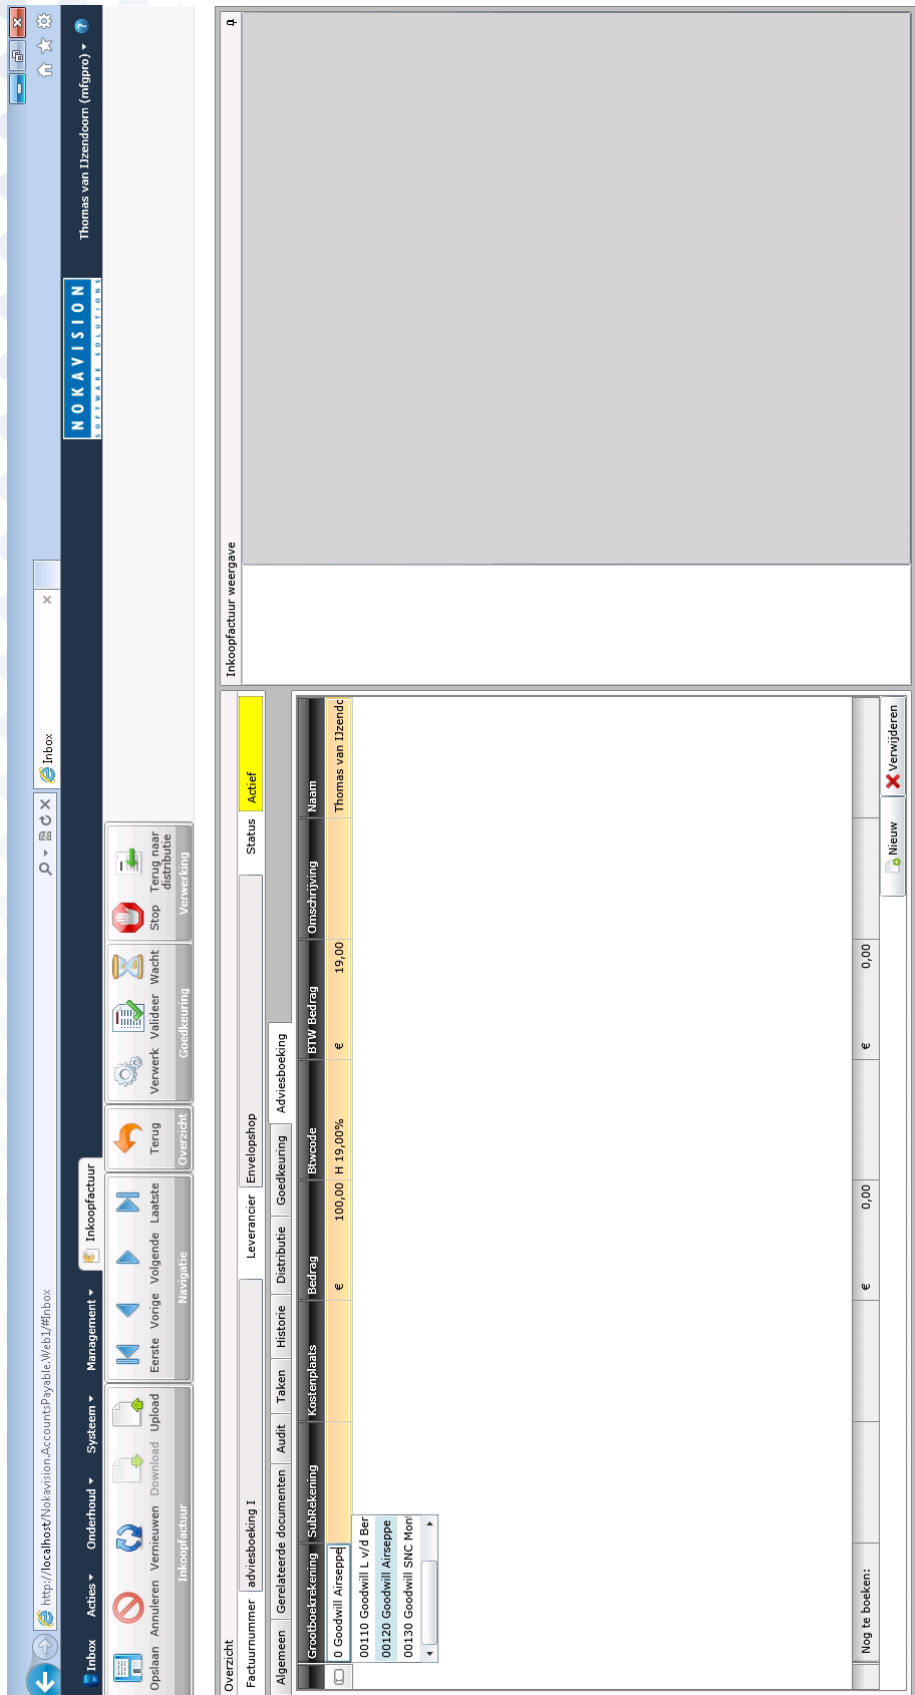 http://localhost/Nokavision.AccountsPayable.Web1/#Inbox
Inbox
Inbox Acties Onderhoud Systeem Management Inkoopfactuur
NOKAVISION
SOFTWARE SOLUTIONS
Thomas van IJzendoorn (mfgpro)
Opslaan Annuleren Vernieuwen Download Upload
Inkoopfactuur
Eerste Vorige Volgende Laatste
Navigatie
Terug
Overzicht
Verwerk Valideer Wacht
Goedkeuring
Stop Terug naar
distributie
Verwerking
Overzicht
Factuurnummer adviesboeking I Leverancier Envelopshop Status Actief
Algemeen Gerelateerde documenten Audit Taken Historie Distributie Goedkeuring Adviesboeking
Grootboekrekening SubRekening Kostenplaats Bedrag Btwcode BTW Bedrag Omschrijving Naam
0 Goodwill Airseppe € 100,00 H 19,00% € 19,00 Thomas van IJzendo
00110 Goodwill L v/d Ber
00120 Goodwill Airseppe
00130 Goodwill SNC Mon
Nog te boeken: € 0,00 € 0,00
Nieuw Verwijderen
Inkoopfactuur weergave